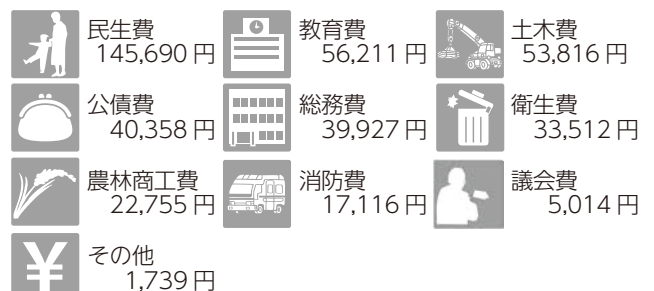 民生費
145,690 円
教育費
56,211 円
土木費
53,816 円
公債費
40,358 円
総務費
39,927 円
衛生費
33,512 円
農林商工費
22,755 円
消防費
17,116 円
議会費
5,014 円
¥
その他
1,739 円